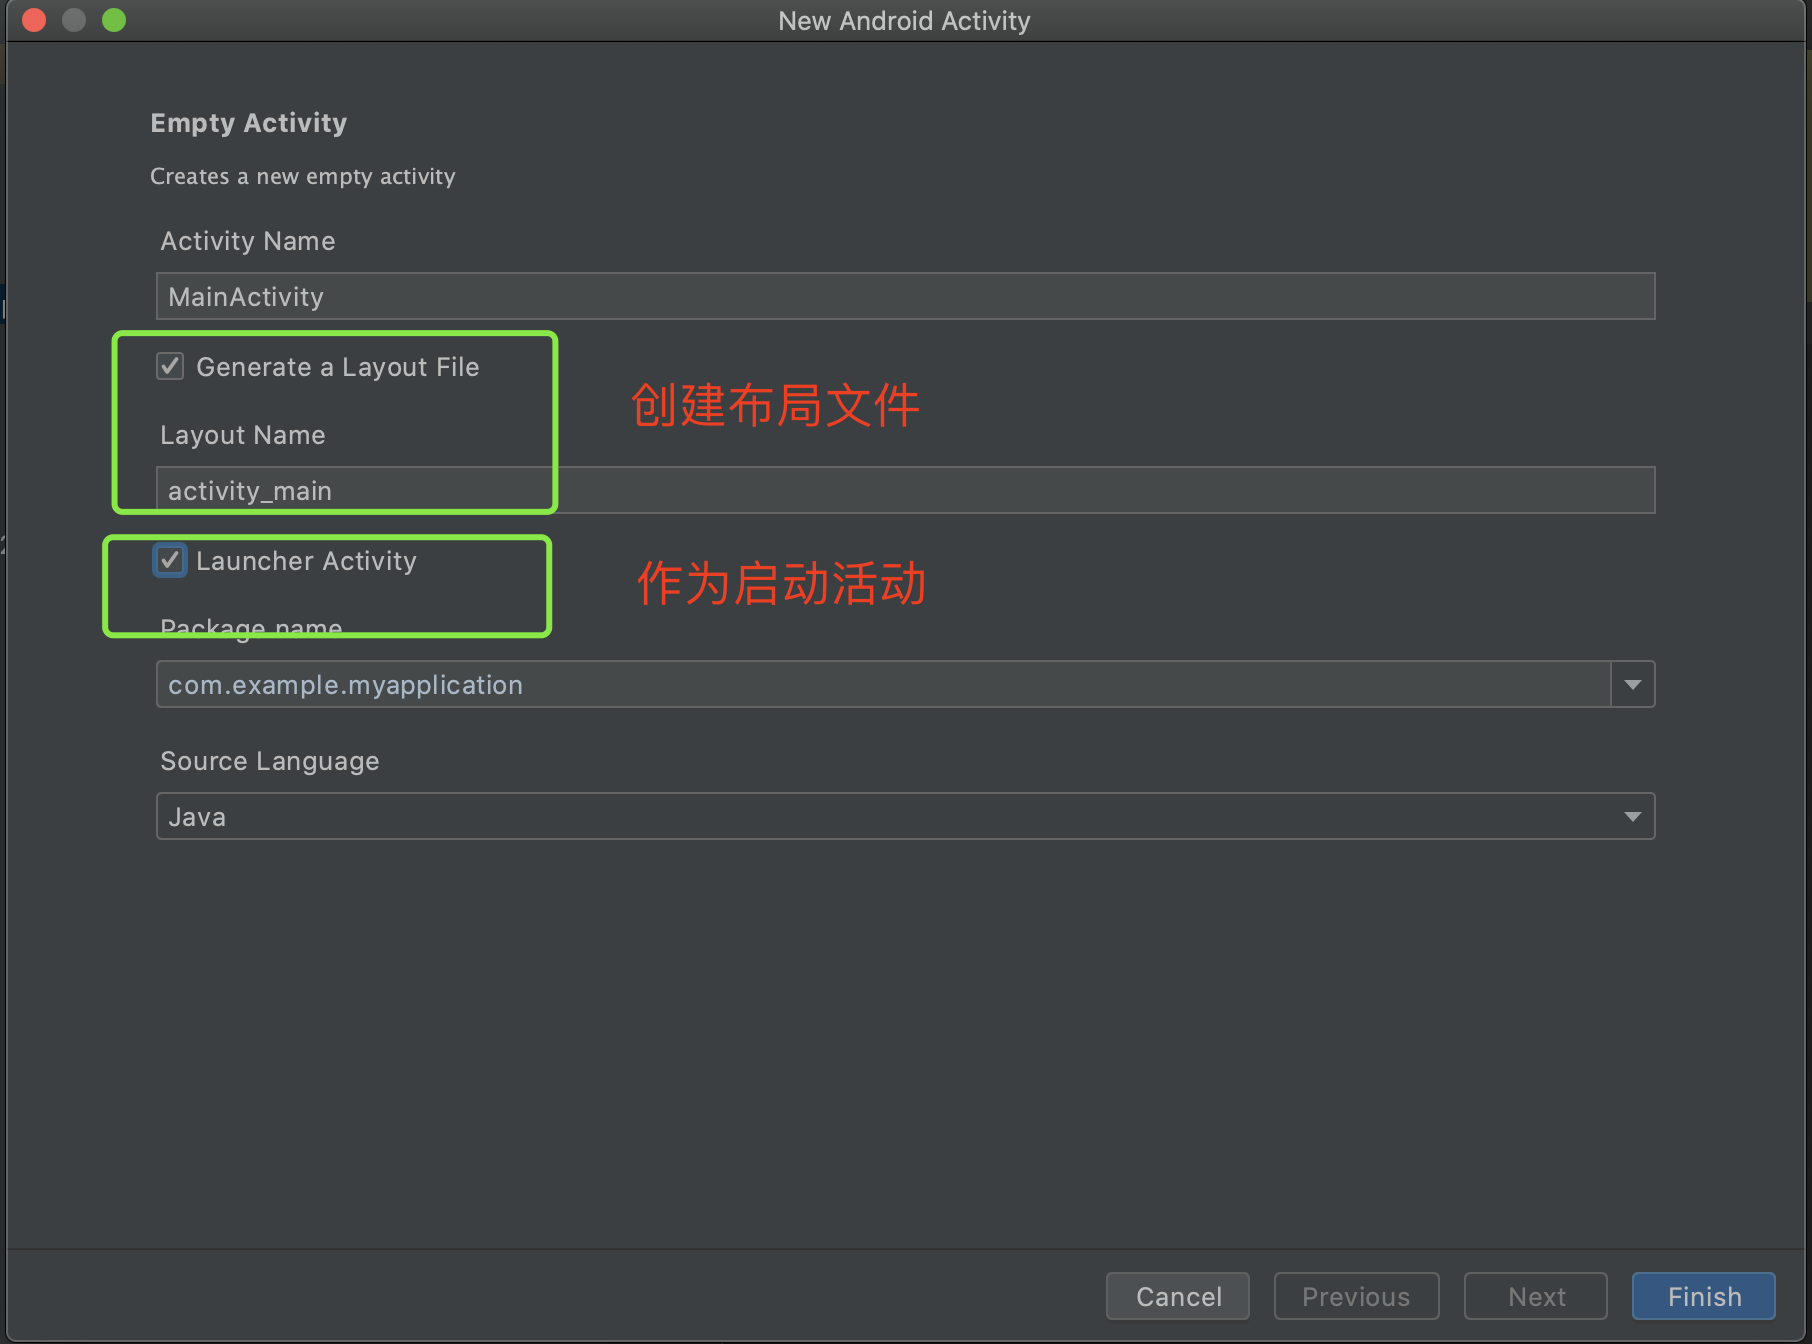 New Android Activity
Empty Activity
Creates a new empty activity
Activity Name
MainActivity
Generate a Layout File
创建布局文件
Layout Name
activity_main
Launcher Activity
作为启动活动
Package name
com.example.myapplication
Source Language
Java
Cancel Previous Next Finish